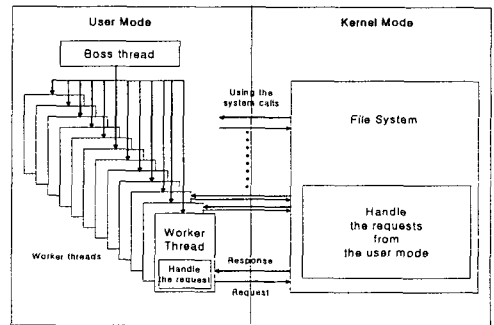 User Mode
Kernel Mode
Boss thread
Using the
system calls
File System
Handle
the requests
from
the user mode
Worker
Thread
Worker threads
Handle
the request
Response
Request